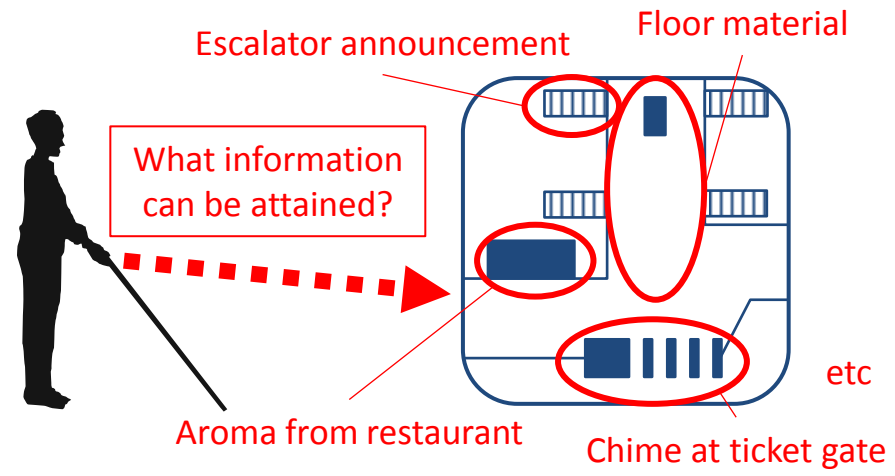 Floor material
Escalator announcement
What information
can be attained?
etc
Aroma from restaurant
Chime at ticket gate